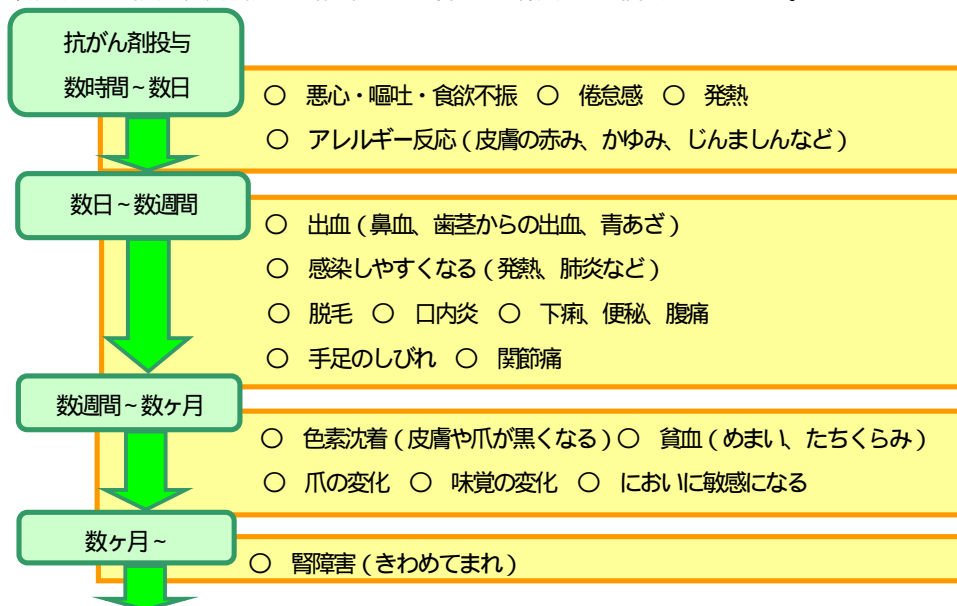 抗がん剤投与
数時間~数日
○ 悪心・嘔吐・食欲不振 ○ 倦怠感 ○ 発熱
○ アレルギー反応(皮膚の赤み、かゆみ、じんましんなど)
数日~数週間
○ 出血(鼻血、歯茎からの出血、青あざ)
○ 感染しやすくなる(発熱、肺炎など)
○ 脱毛 ○ 口内炎 ○ 下痢、便秘、腹痛
○ 手足のしびれ ○ 関節痛
数週間~数ヶ月
○ 色素沈着(皮膚や爪が黒くなる)○ 貧血(めまい、たちくらみ)
○ 爪の変化 ○ 味覚の変化 ○ においに敏感になる
数ヶ月~
○ 腎障害(きわめてまれ)